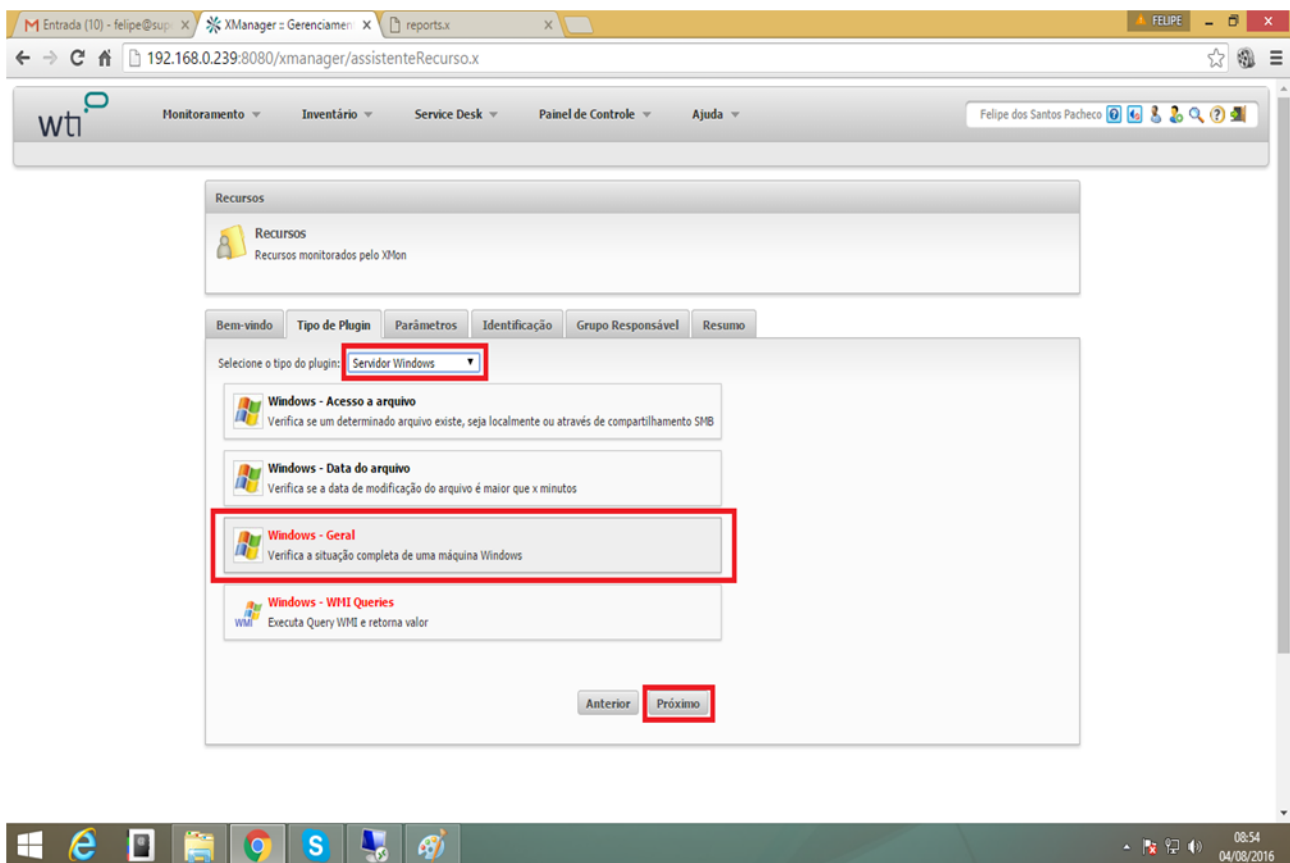 Entrada (10) - felipe@sup
XManager :: Gerenciamen
reports.x
FELIPE
192.168.0.239:8080/xmanager/assistenteRecurso.x
wti
Monitoramento
Inventário
Service Desk
Painel de Controle
Ajuda
Felipe dos Santos Pacheco
Recursos
Recursos
Recursos monitorados pelo XMon
Bem-vindo
Tipo de Plugin
Parâmetros
Identificação
Grupo Responsável
Resumo
Selecione o tipo do plugin: Servidor Windows
Windows - Acesso a arquivo
Verifica se um determinado arquivo existe, seja localmente ou através de compartilhamento SMB
Windows - Data do arquivo
Verifica se a data de modificação do arquivo é maior que x minutos
Windows - Geral
Verifica a situação completa de uma máquina Windows
Windows - WMI Queries
WMI
Executa Query WMI e retorna valor
Anterior
Próximo
08:54
04/08/2016